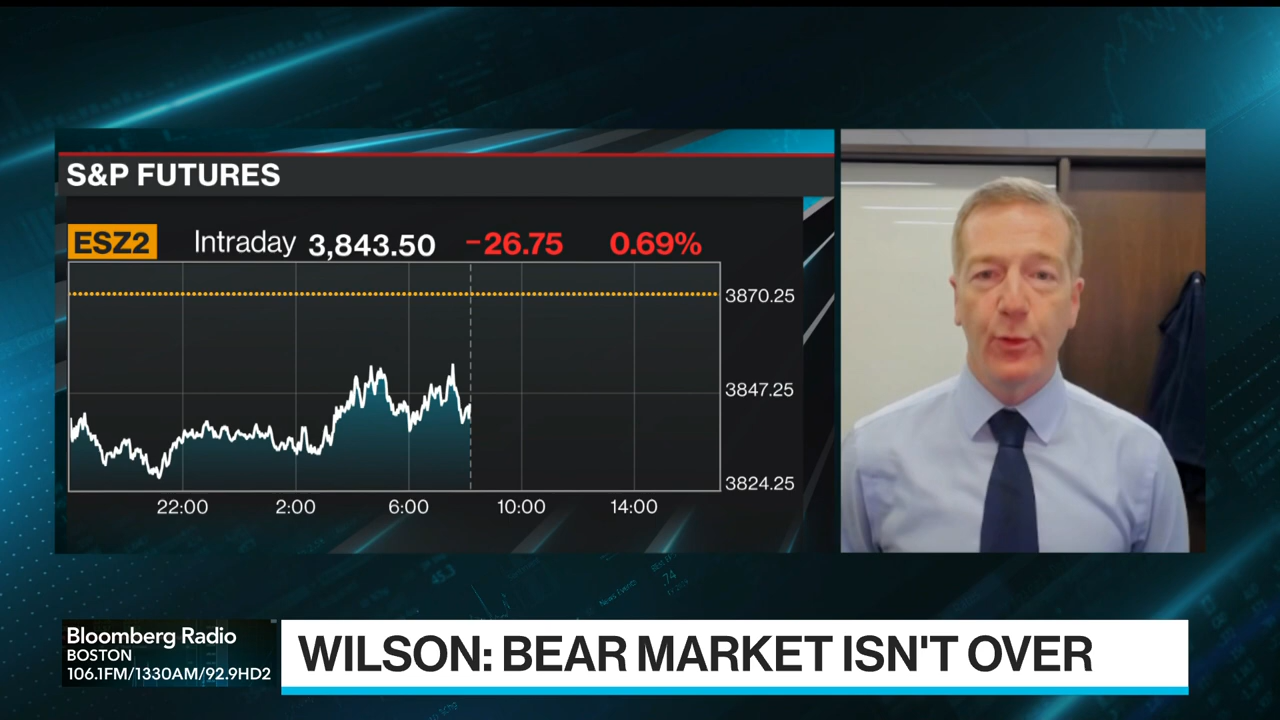 S&P FUTURES
ESZ2 Intraday 3,843.50 -26.75 0.69%
3870.25
3847.25
3824.25
22:00 2:00 6:00 10:00 14:00
Bloomberg Radio
BOSTON
106.1FM/1330AM/92.9HD2
WILSON: BEAR MARKET ISN'T OVER